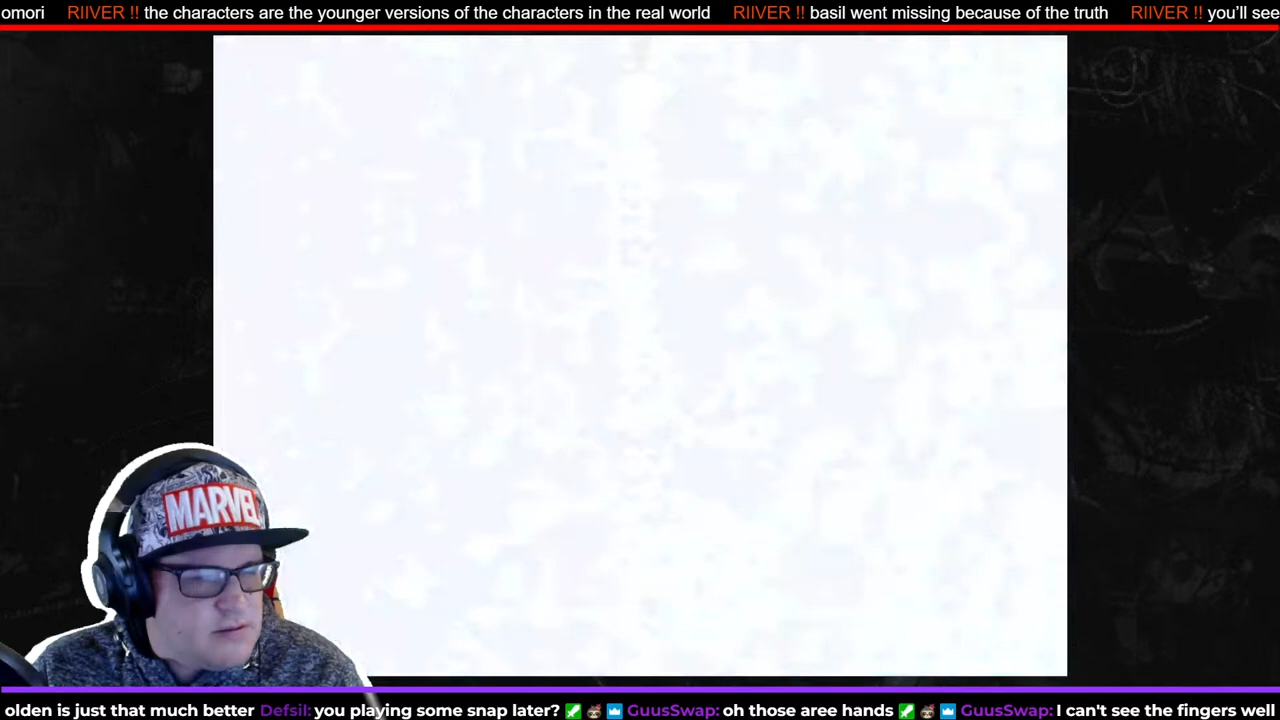 omori RIIVER !! the characters are the younger versions of the characters in the real world RIIVER !! basil went missing because of the truth RIIVER !! you'll see
MARVEL
olden is just that much better Defsil: you playing some snap later? GuusSwap: oh those aree hands GuusSwap: I can't see the fingers well